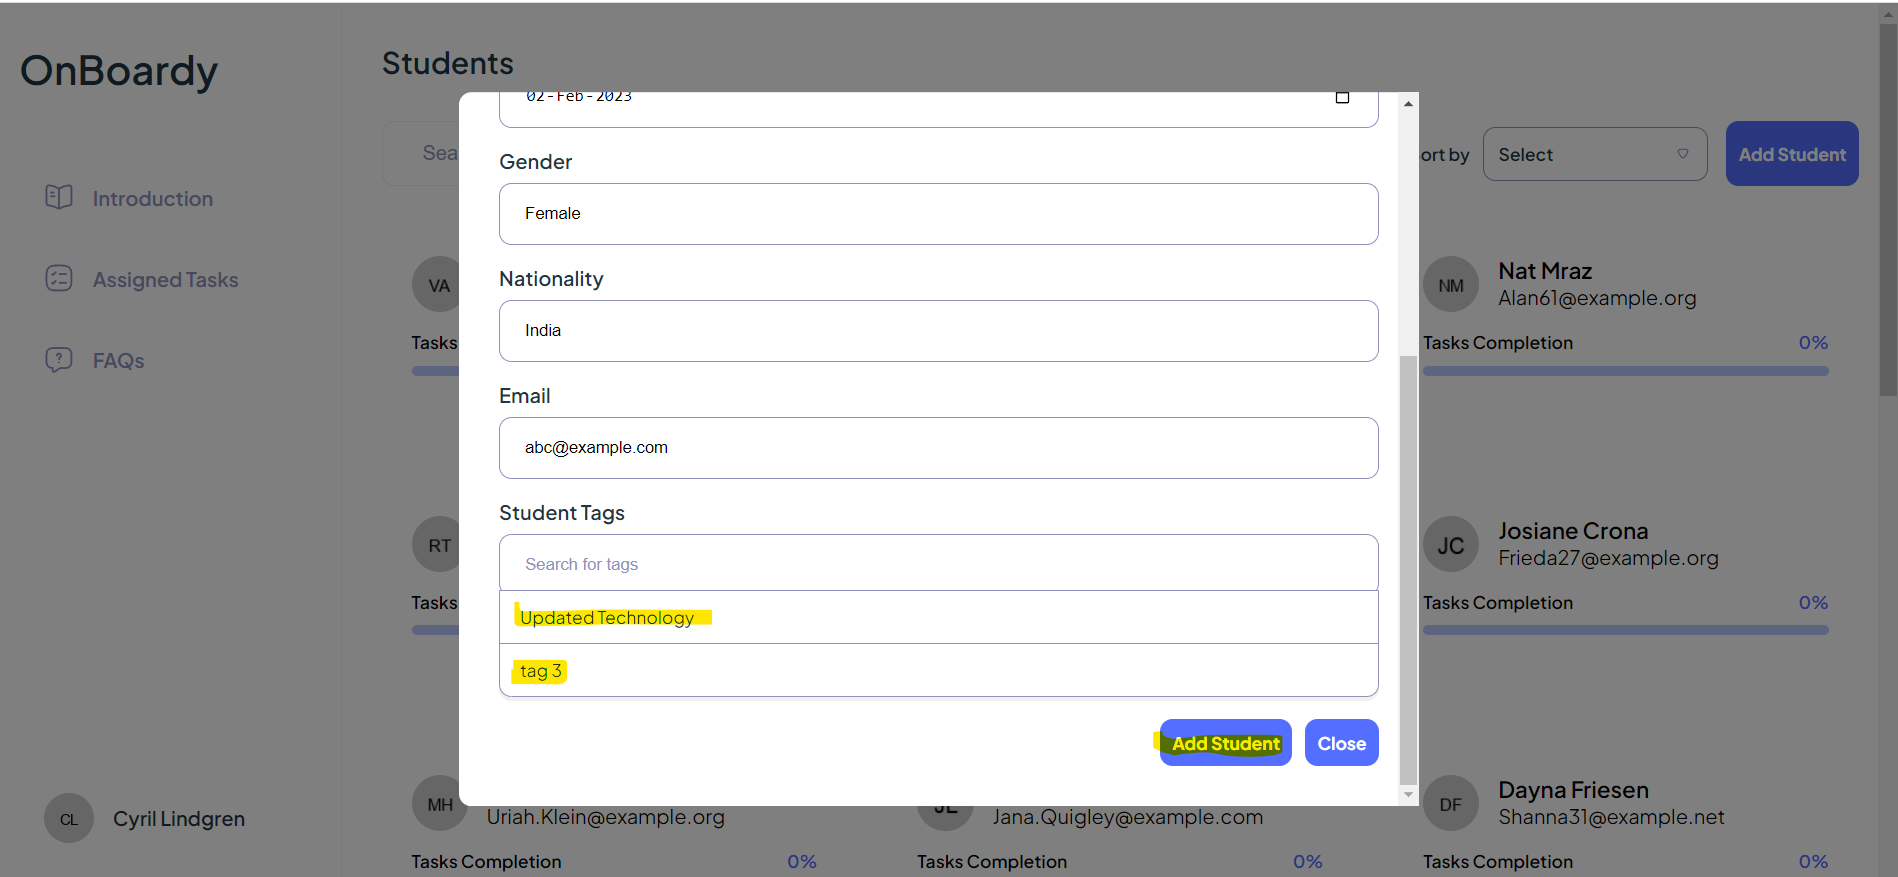 OnBoardy
Introduction
Assigned Tasks
FAQs
CL Cyril Lindgren
Students
Sea
ort by Select Add Student
VA
Tasks
RT
Tasks
MH
Uriah.Klein@example.org
Tasks Completion 0%
Jana.Quigley@example.com
Tasks Completion 0%
NM Nat Mraz
Alan61@example.org
Tasks Completion 0%
JC Josiane Crona
Frieda27@example.org
Tasks Completion 0%
DF Dayna Friesen
Shanna31@example.net
Tasks Completion 0%
02-Feb-2023
Gender
Female
Nationality
India
Email
abc@example.com
Student Tags
Search for tags
Updated Technology
tag 3
Add Student Close